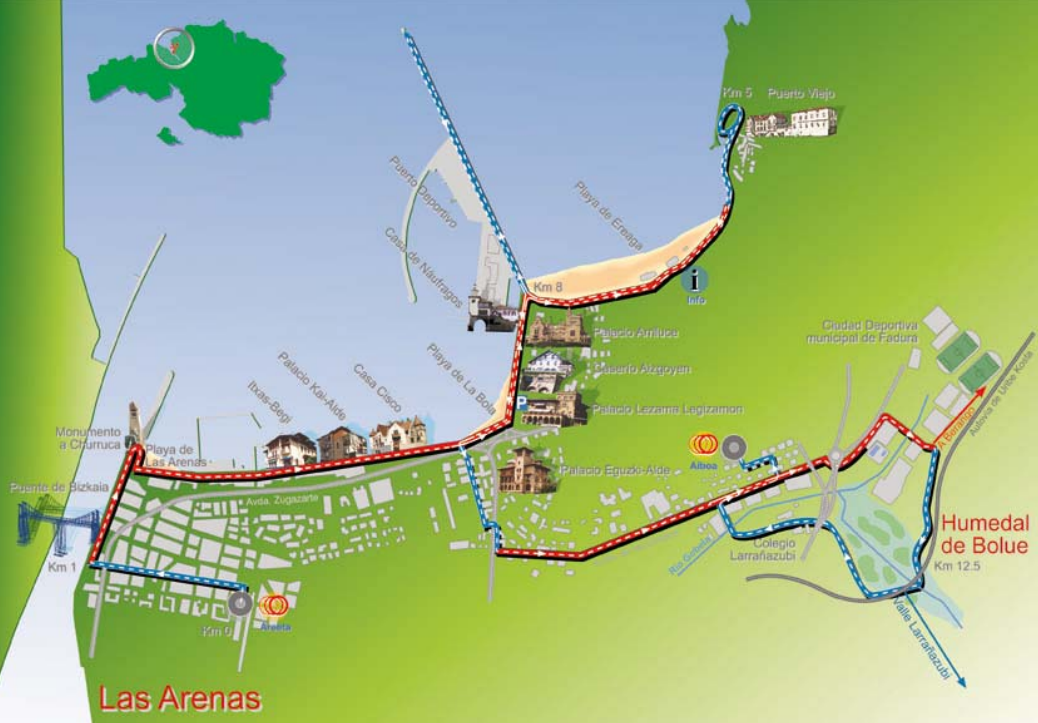 Km 5
Puerto Viejo
Puerto Deportivo
Playa de Ereaga
Casa de Náufragos
Km 8
i
Info
Palacio Arriluce
Ciudad Deportiva
municipal de Fadura
Caserio Aizgoyen
Playa de La Bola
P
Palacio Lezama Legizamon
Autovía de Uribe Kosta
A Berango
Itxas-Begi
Palacio Kai-Alde
Casa Cisco
Monumento
a Churruca
Playa de
Las Arenas
Aiboa
Palacio Eguzki-Alde
Puente de Bizkaia
Avda. Zugazarte
Humedal
de Bolue
Colegio
Larrañazubi
Rio Gobela
Km 1
Km 12.5
Valle Larrañazubi
Km 0
Areeta
Las Arenas